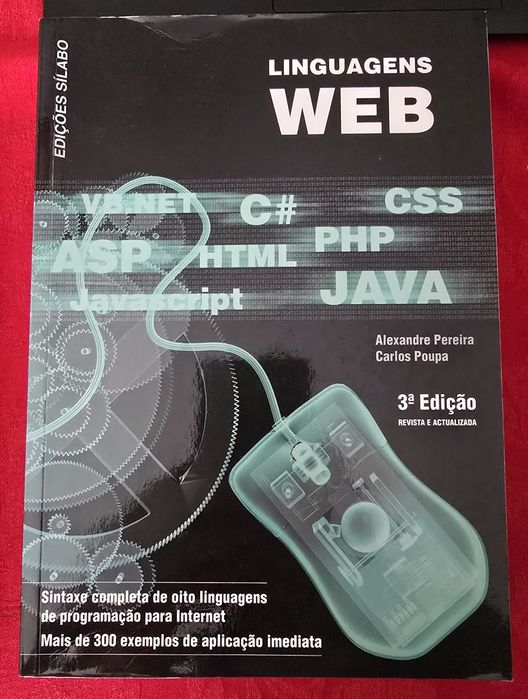 EDIÇÕES SÍLABO
LINGUAGENS
WEB
VB.NET
C#
CSS
ASP
HTML
PHP
Javascript
JAVA
Alexandre Pereira
Carlos Poupa
3ª Edição
REVISTA E ACTUALIZADA
Sintaxe completa de oito linguagens
de programação para Internet
Mais de 300 exemplos de aplicação imediata